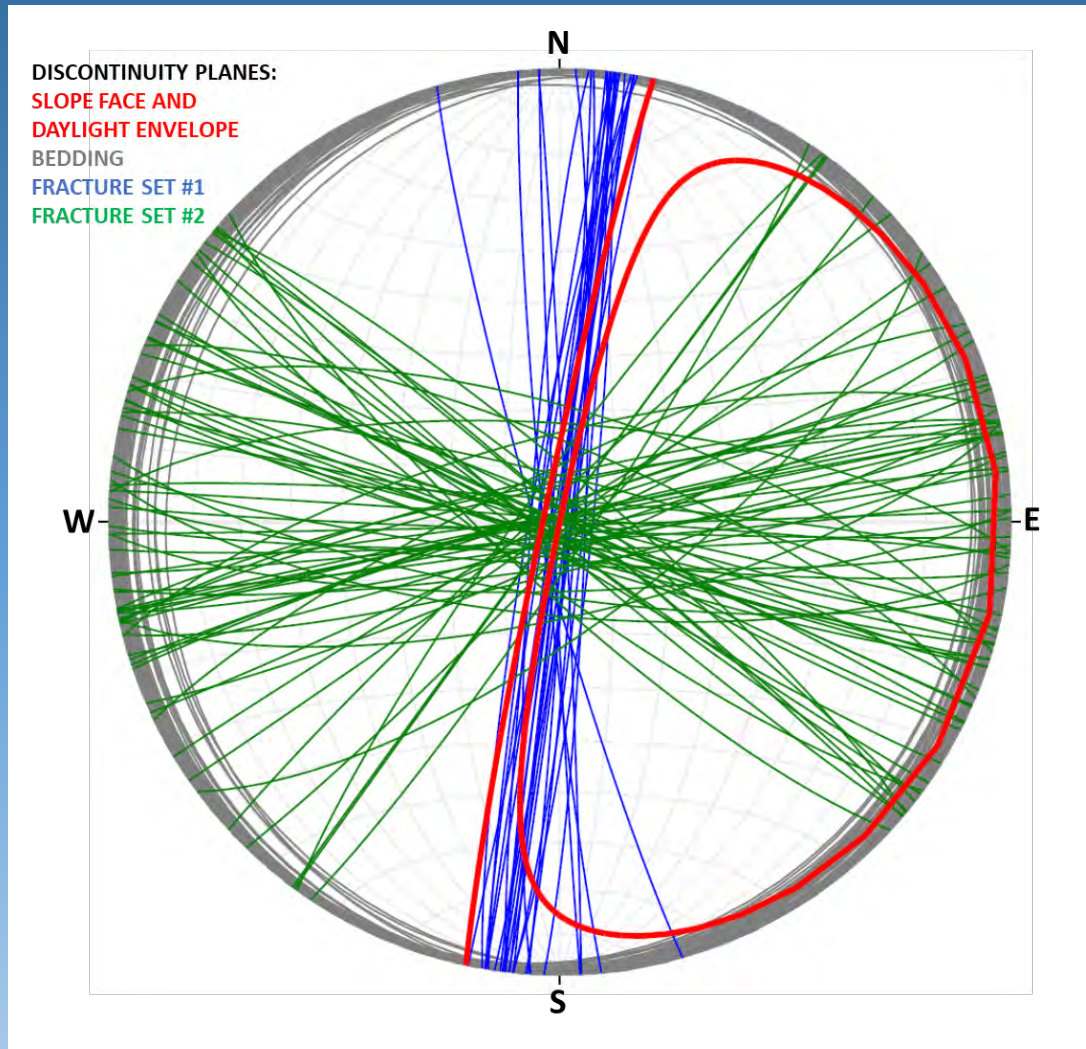 N
DISCONTINUITY PLANES:
SLOPE FACE AND
DAYLIGHT ENVELOPE
BEDDING
FRACTURE SET #1
FRACTURE SET #2
W
E
S